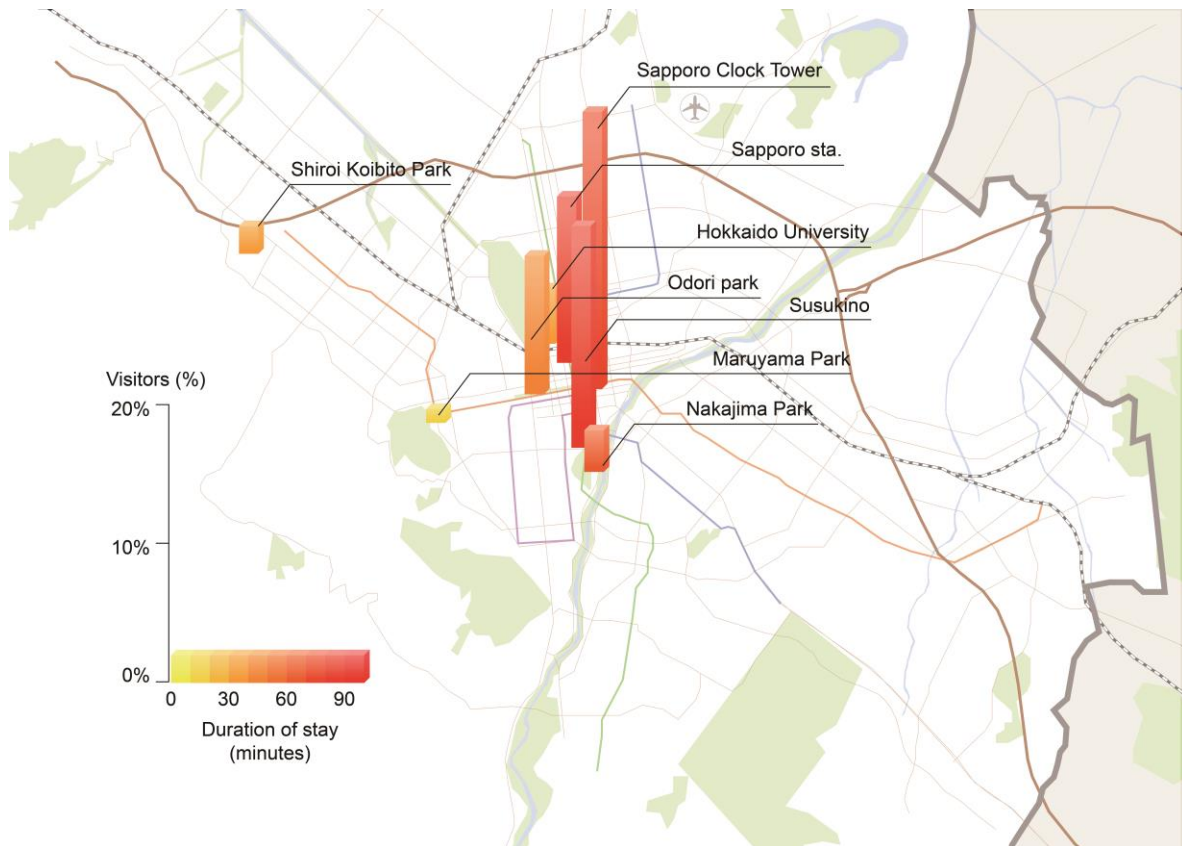 Sapporo Clock Tower
Sapporo sta.
Shiroi Koibito Park
Hokkaido University
Odori park
Susukino
Maruyama Park
Visitors (%)
20%
Nakajima Park
10%
0%
0 30 60 90
Duration of stay
(minutes)